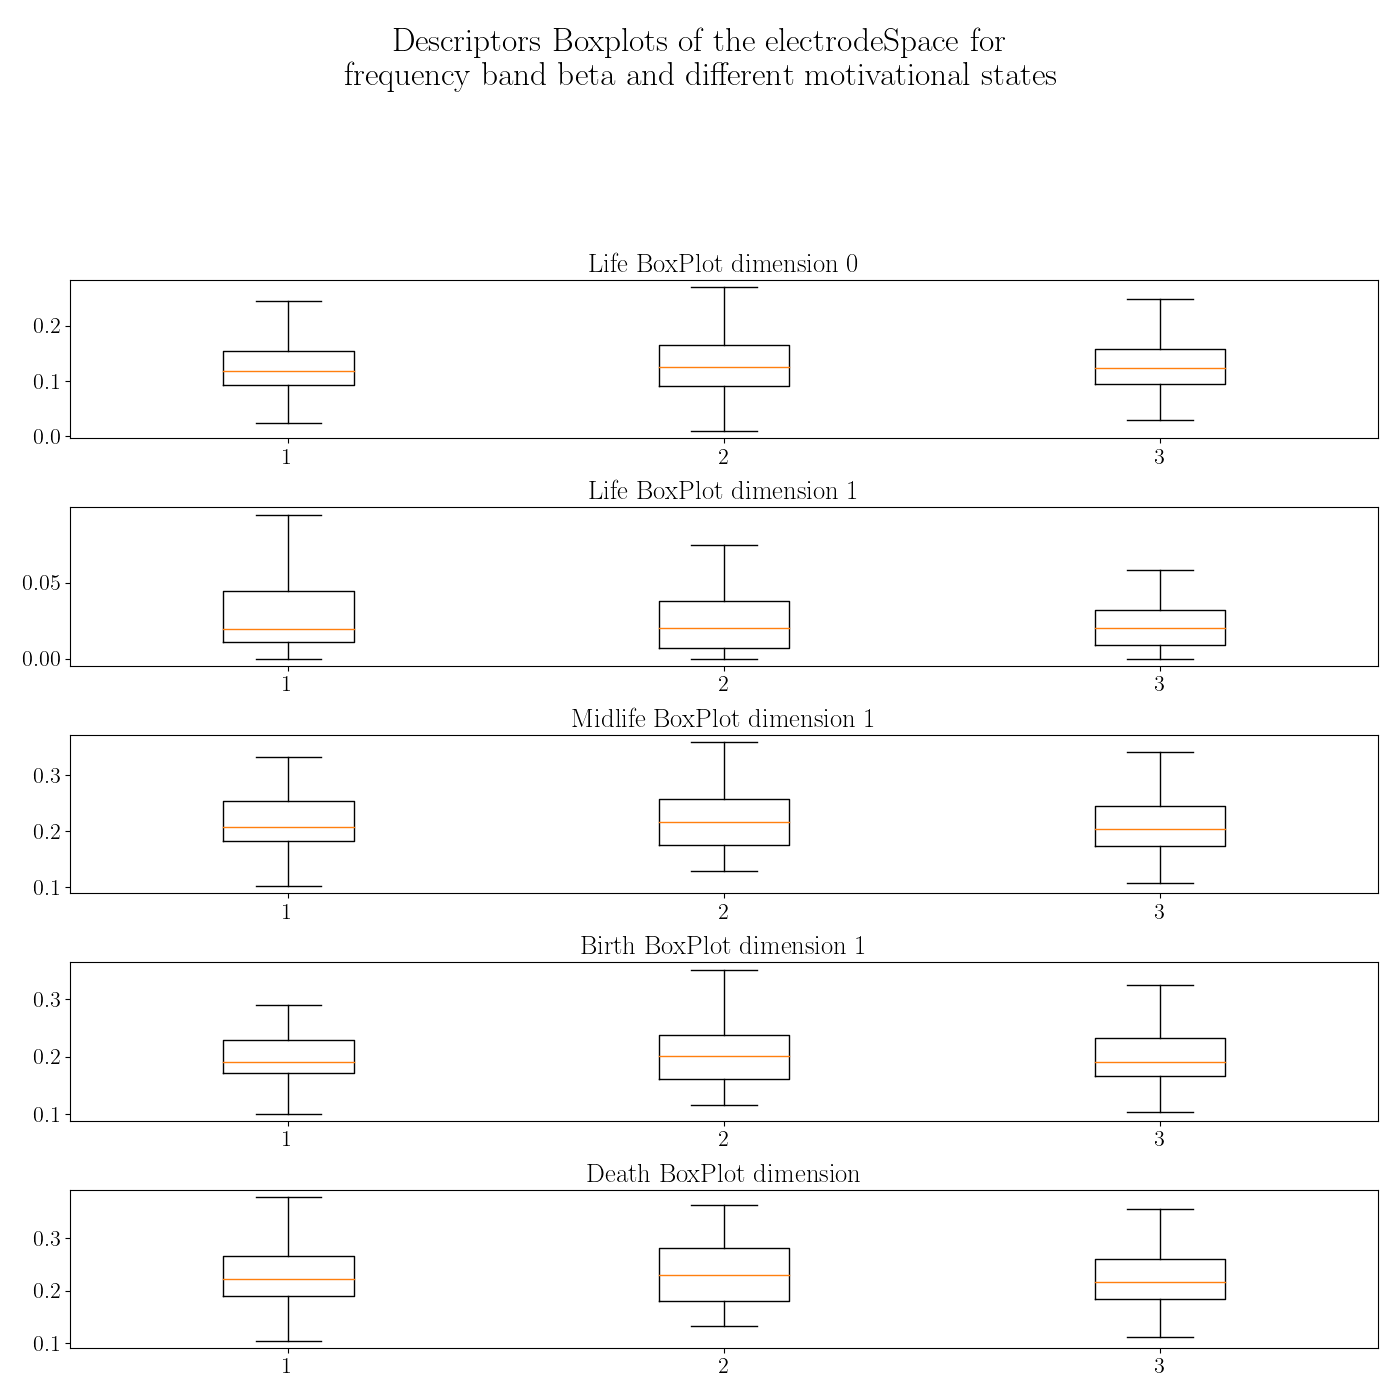 Descriptors Boxplots of the electrodeSpace for
frequency band beta and different motivational states
Life BoxPlot dimension 0
0.2
0.1
0.0
1 2 3
Life BoxPlot dimension 1
0.05
0.00
1 2 3
Midlife BoxPlot dimension 1
0.3
0.2
0.1
1 2 3
Birth BoxPlot dimension 1
0.3
0.2
0.1
1 2 3
Death BoxPlot dimension
0.3
0.2
0.1
1 2 3